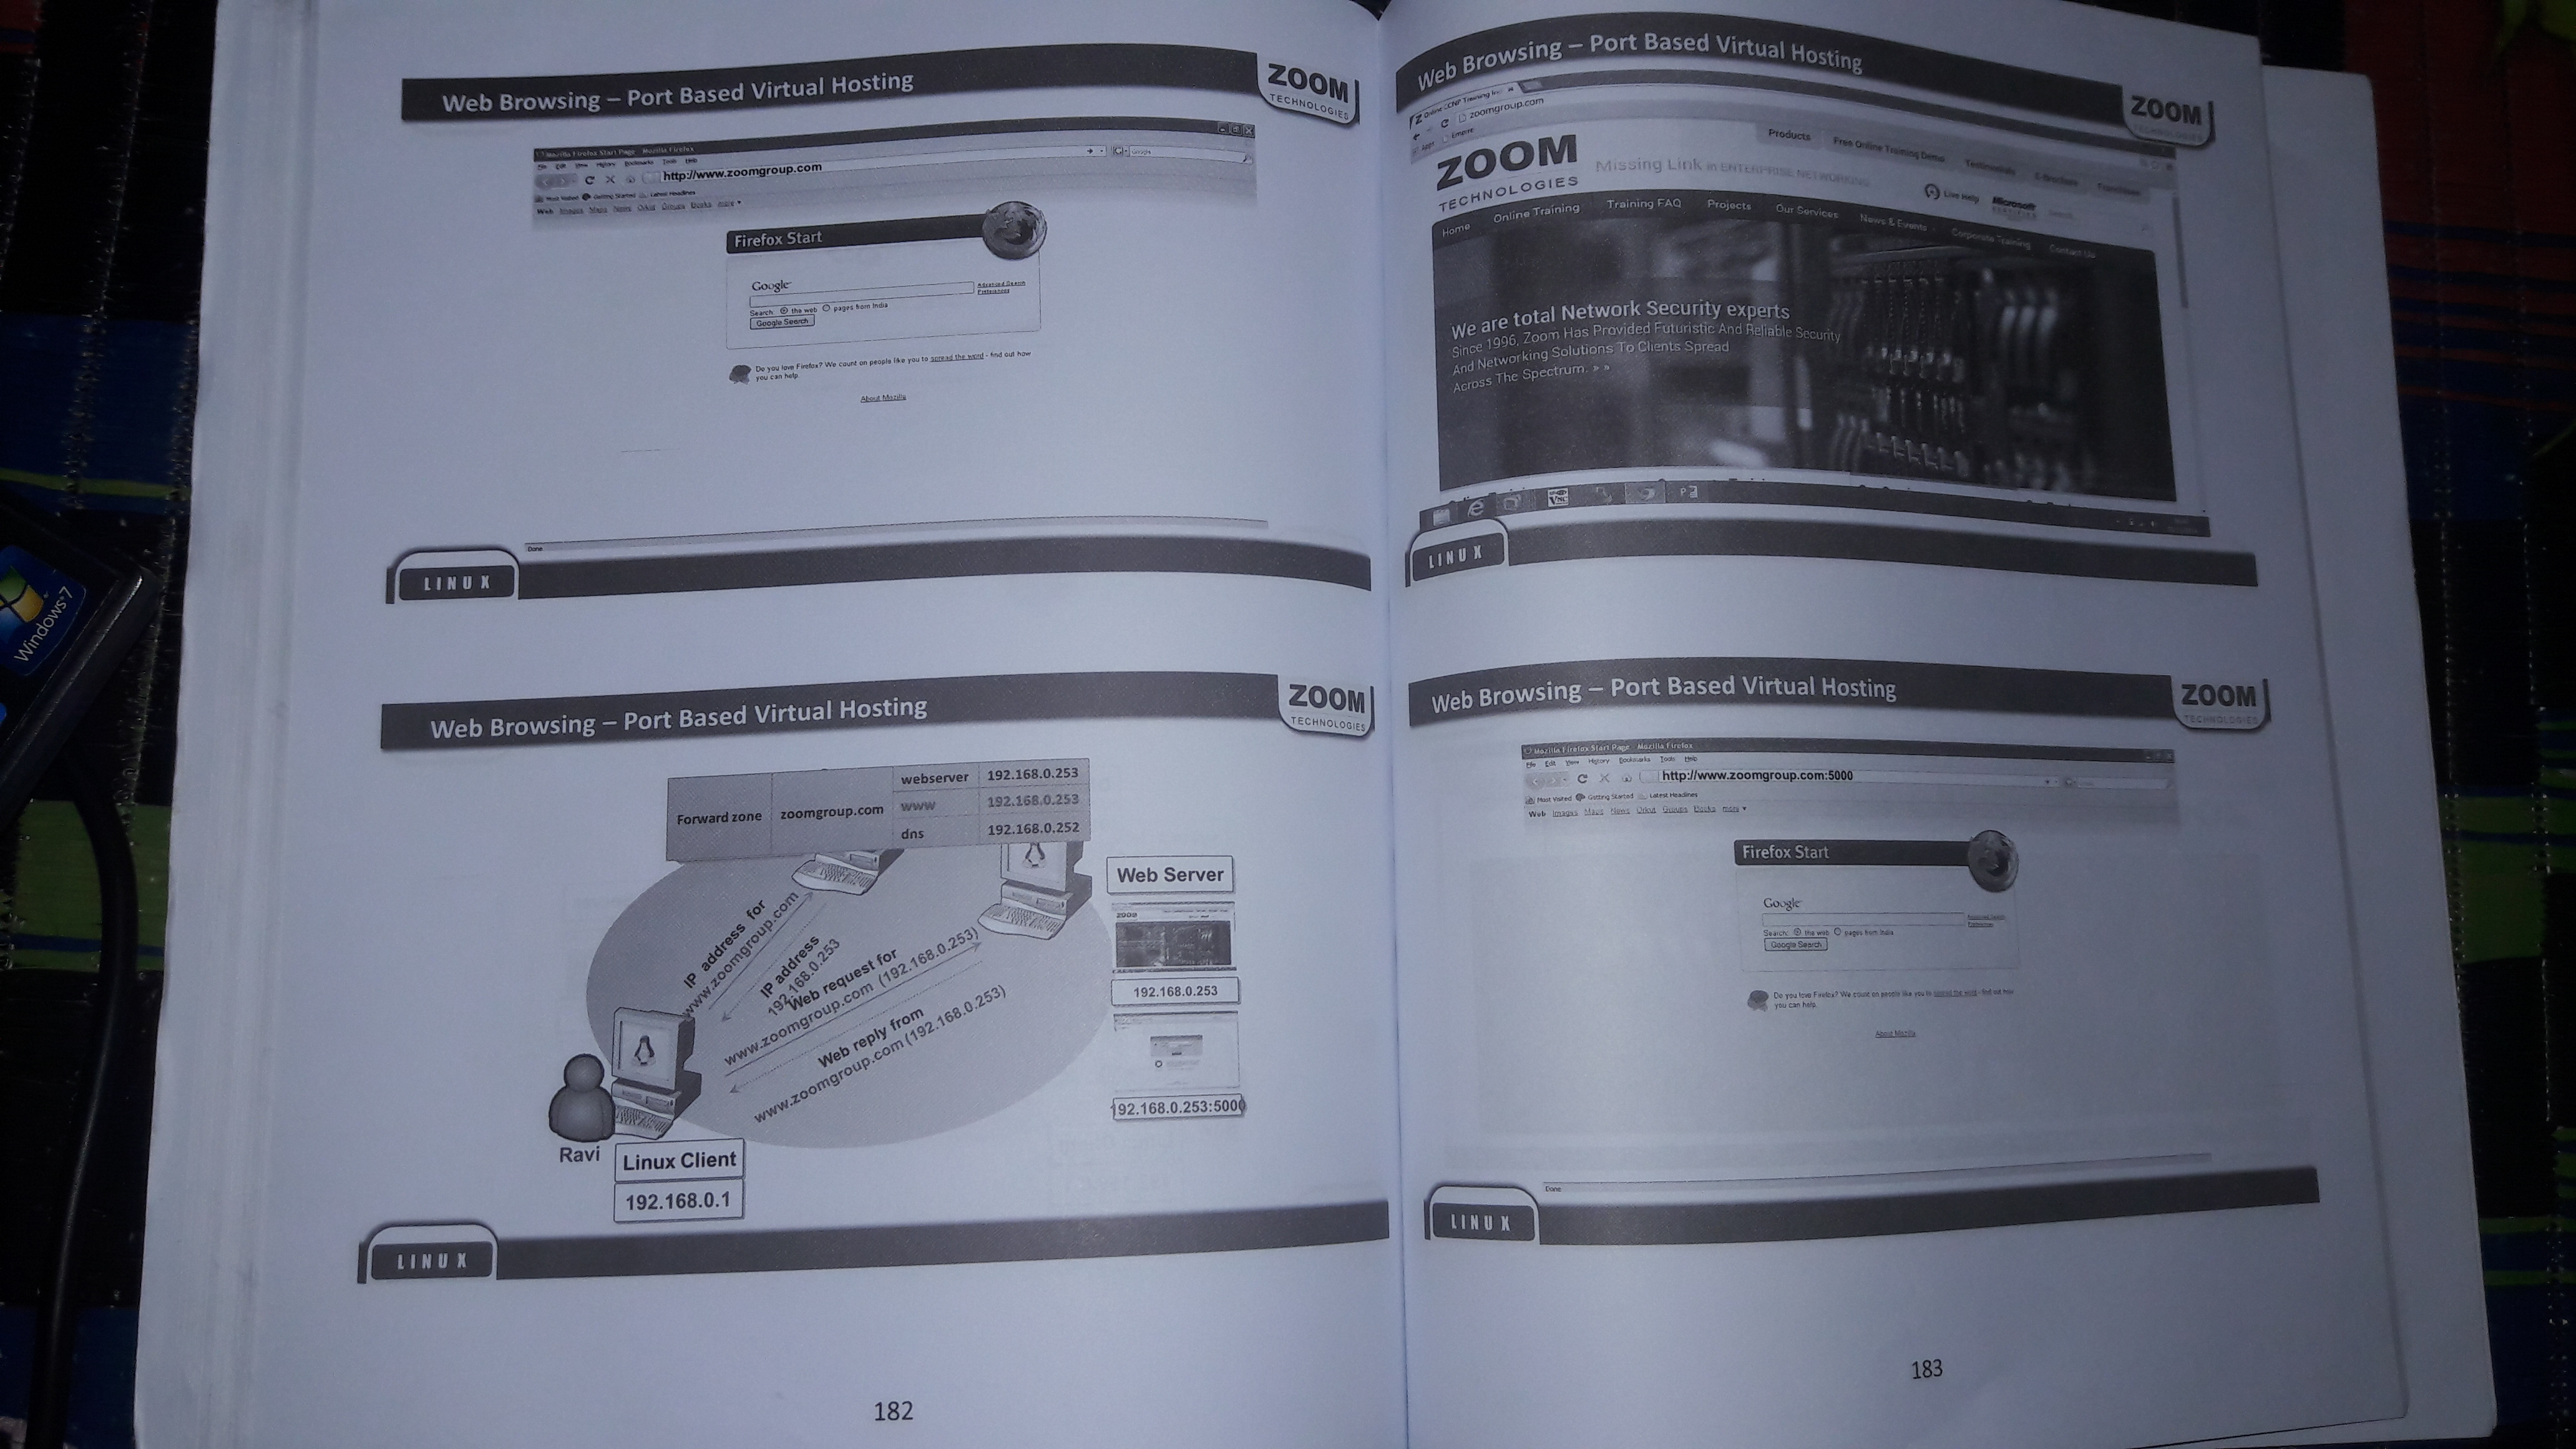 Web Browsing – Port Based Virtual Hosting
ZOOM
TECHNOLOGIES
Mozilla Firefox Start Page - Mozilla Firefox
File Edit View History Bookmarks Tools Help
http://www.zoomgroup.com
Google
Most Visited Getting Started Latest Headlines
Web Images Maps News Orkut Groups Books more
Firefox Start
Google
Advanced Search
Preferences
Search: the web pages from India
Google Search
Do you love Firefox? We count on people like you to spread the word - find out how
you can help.
About Mozilla
Done
LINUX
Web Browsing – Port Based Virtual Hosting
ZOOM
TECHNOLOGIES
Forward zone
zoomgroup.com
webserver 192.168.0.253
www 192.168.0.253
dns 192.168.0.252
IP address for
www.zoomgroup.com
IP address
192.168.0.253
Web request for
www.zoomgroup.com (192.168.0.253)
Web reply from
www.zoomgroup.com (192.168.0.253)
Web Server
ZOOM
192.168.0.253
192.168.0.253:5000
Ravi
Linux Client
192.168.0.1
LINUX
182
Web Browsing – Port Based Virtual Hosting
ZOOM
TECHNOLOGIES
zoomgroup.com
Apps Empire
Products Free Online Training Demo Testimonials
ZOOM
TECHNOLOGIES
Missing Link in ENTERPRISE NETWORKING
Live Help
Microsoft
CERTIFIED
Home Online Training Training FAQ Projects Our Services News & Events Corporate Training Contact Us
We are total Network Security experts
Since 1996, Zoom Has Provided Futuristic And Reliable Security
And Networking Solutions To Clients Spread
Across The Spectrum. » »
LINUX
Web Browsing – Port Based Virtual Hosting
ZOOM
TECHNOLOGIES
Mozilla Firefox Start Page - Mozilla Firefox
File Edit View History Bookmarks Tools Help
http://www.zoomgroup.com:5000
Most Visited Getting Started Latest Headlines
Web Images Maps News Orkut Groups Books more
Firefox Start
Google
Advanced Search
Preferences
Search: the web pages from India
Google Search
Do you love Firefox? We count on people like you to spread the word - find out how
you can help.
About Mozilla
Done
LINUX
183
Windows 7